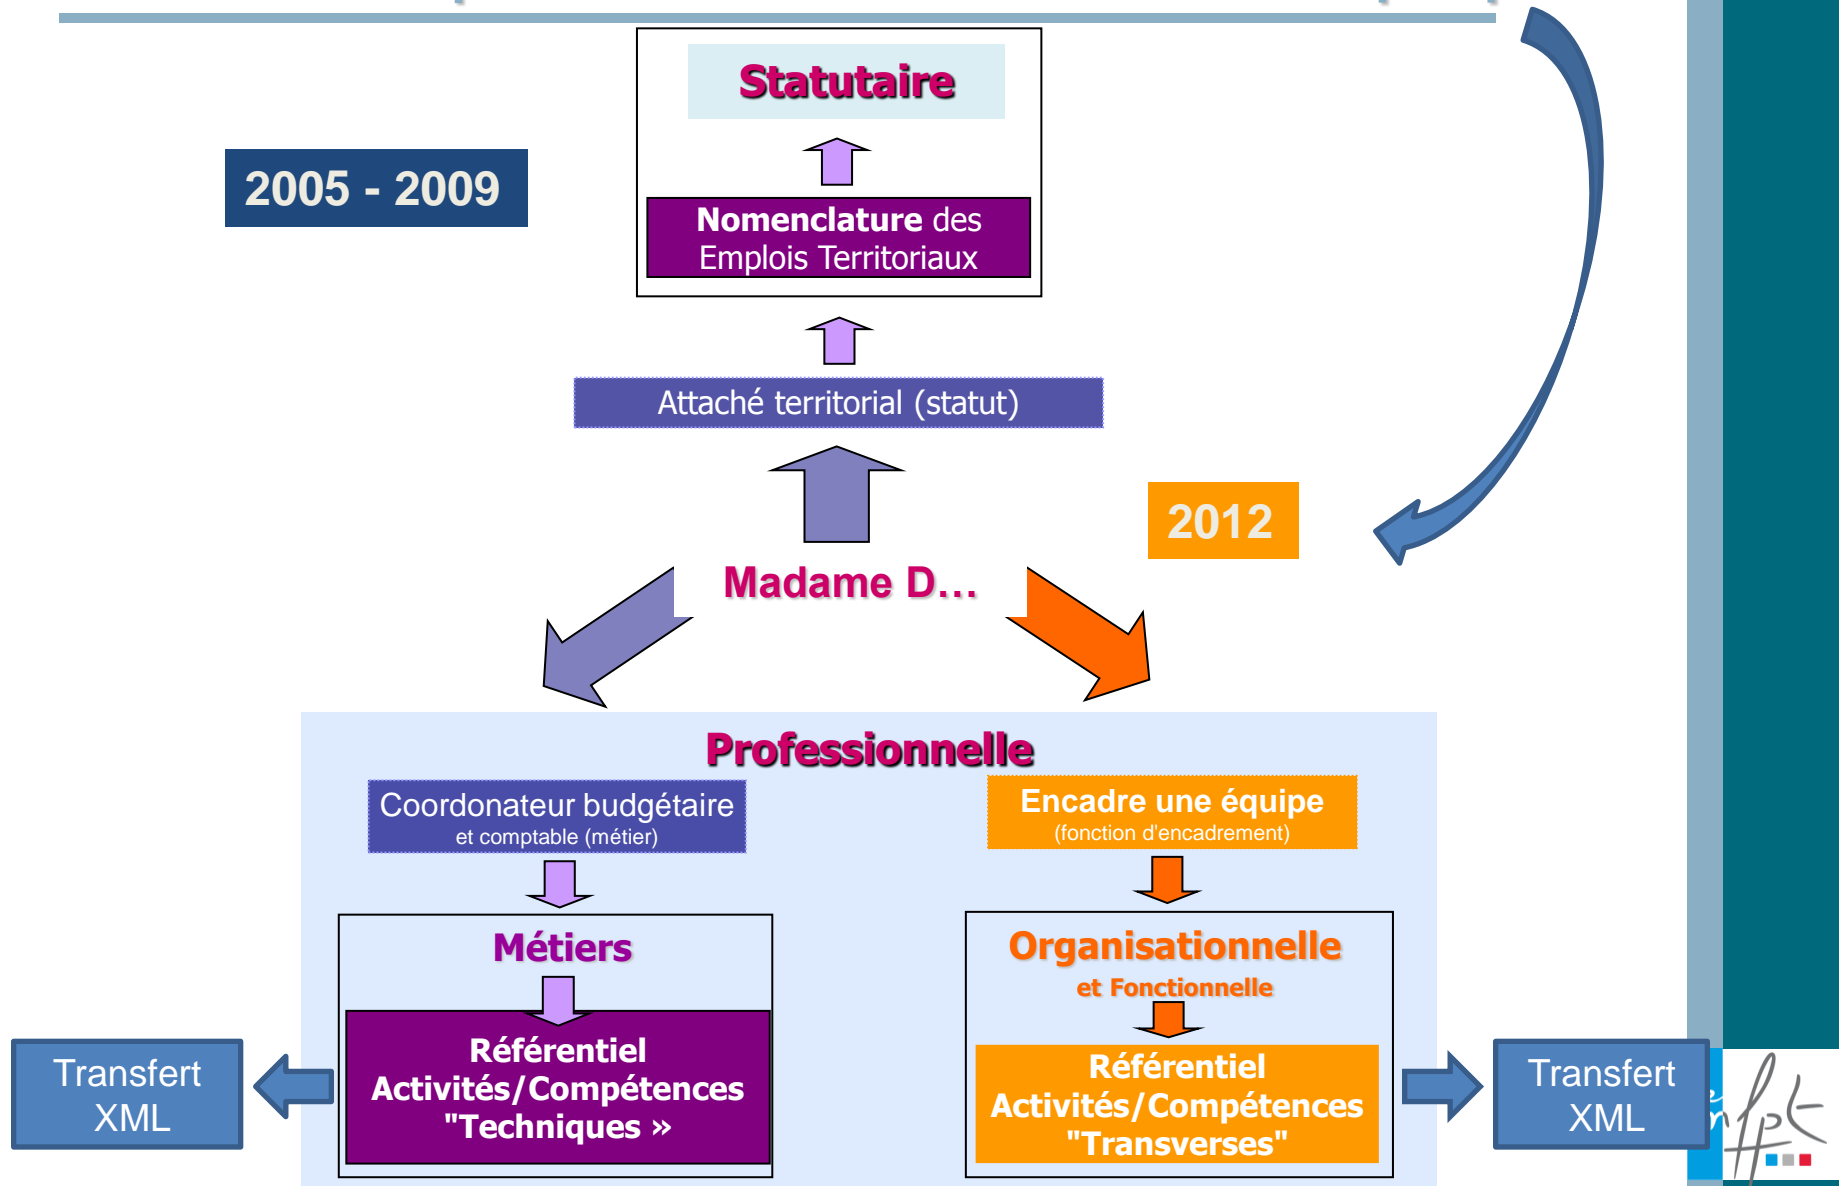 Statutaire
2005 - 2009
Nomenclature des
Emplois Territoriaux
Attaché territorial (statut)
2012
Madame D...
Professionnelle
Coordonateur budgétaire
et comptable (métier)
Encadre une équipe
(fonction d'encadrement)
Métiers
Organisationnelle
et Fonctionnelle
Référentiel
Activités/Compétences
"Techniques »
Référentiel
Activités/Compétences
"Transverses"
Transfert
XML
Transfert
XML